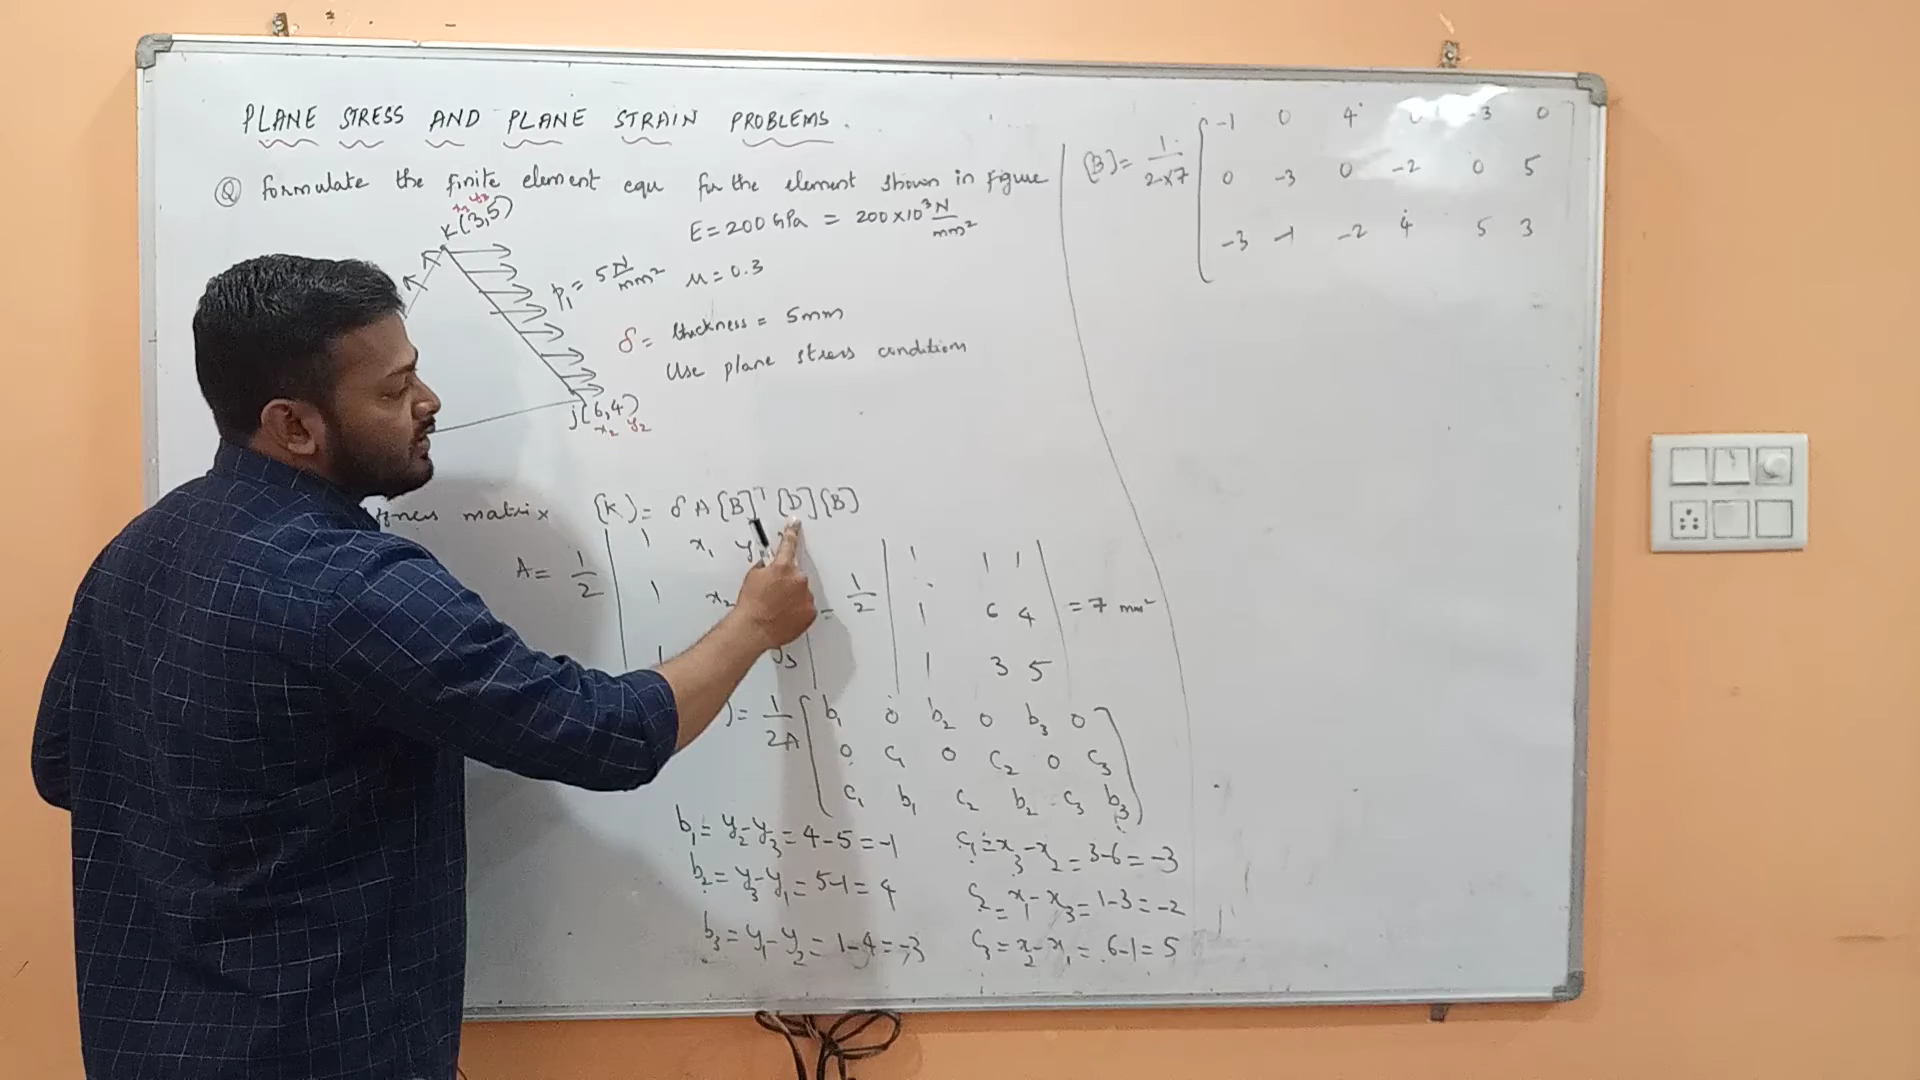 PLANE STRESS AND PLANE STRAIN PROBLEMS.
Q formulate the finite element equ for the element shown in figure
x3 y3
K(3,5)
E = 200 GPa = 200×10³ N/mm²
p₁ = 5 N/mm² μ = 0.3
δ = thickness = 5mm
Use plane stress condition
j(6,4)
x₂ y₂
matrix [K] = δ A [B]ᵀ [D] [B]
A = 1/2 | 1 x₁ y₁
1 x₂
1 y₃ |
= 1/2 | 1 1 1
1 6 4
1 3 5 | = 7 mm²
= 1/2A [ b₁ 0 b₂ 0 b₃ 0
0 c₁ 0 c₂ 0 c₃
c₁ b₁ c₂ b₂ c₃ b₃ ]
b₁ = y₂-y₃ = 4-5 = -1
b₂ = y₃-y₁ = 5-1 = 4
b₃ = y₁-y₂ = 1-4 = -3
c₁ = x₃-x₂ = 3-6 = -3
c₂ = x₁-x₃ = 1-3 = -2
c₃ = x₂-x₁ = 6-1 = 5
[B] = 1/2×7 [ -1 0 4 0 -3 0
0 -3 0 -2 0 5
-3 -1 -2 4 5 3